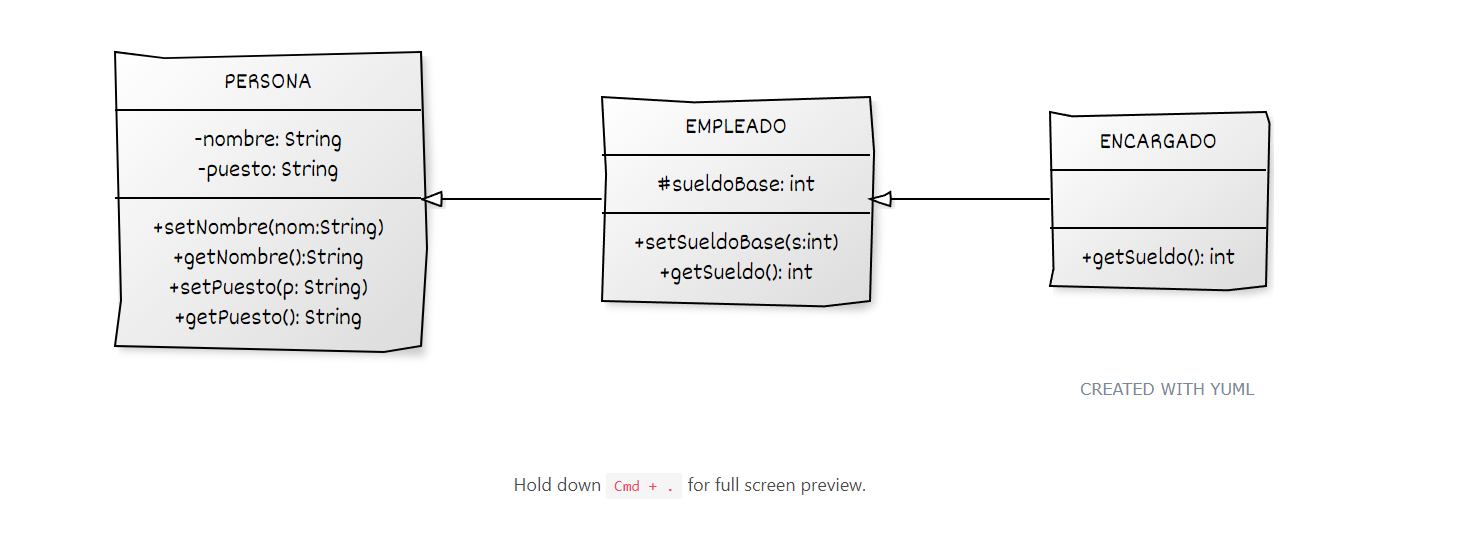 PERSONA
-nombre: String
-puesto: String
+setNombre(nom:String)
+getNombre():String
+setPuesto(p: String)
+getPuesto(): String
EMPLEADO
#sueldoBase: int
+setSueldoBase(s:int)
+getSueldo(): int
ENCARGADO
+getSueldo(): int
CREATED WITH YUML
Hold down Cmd + . for full screen preview.